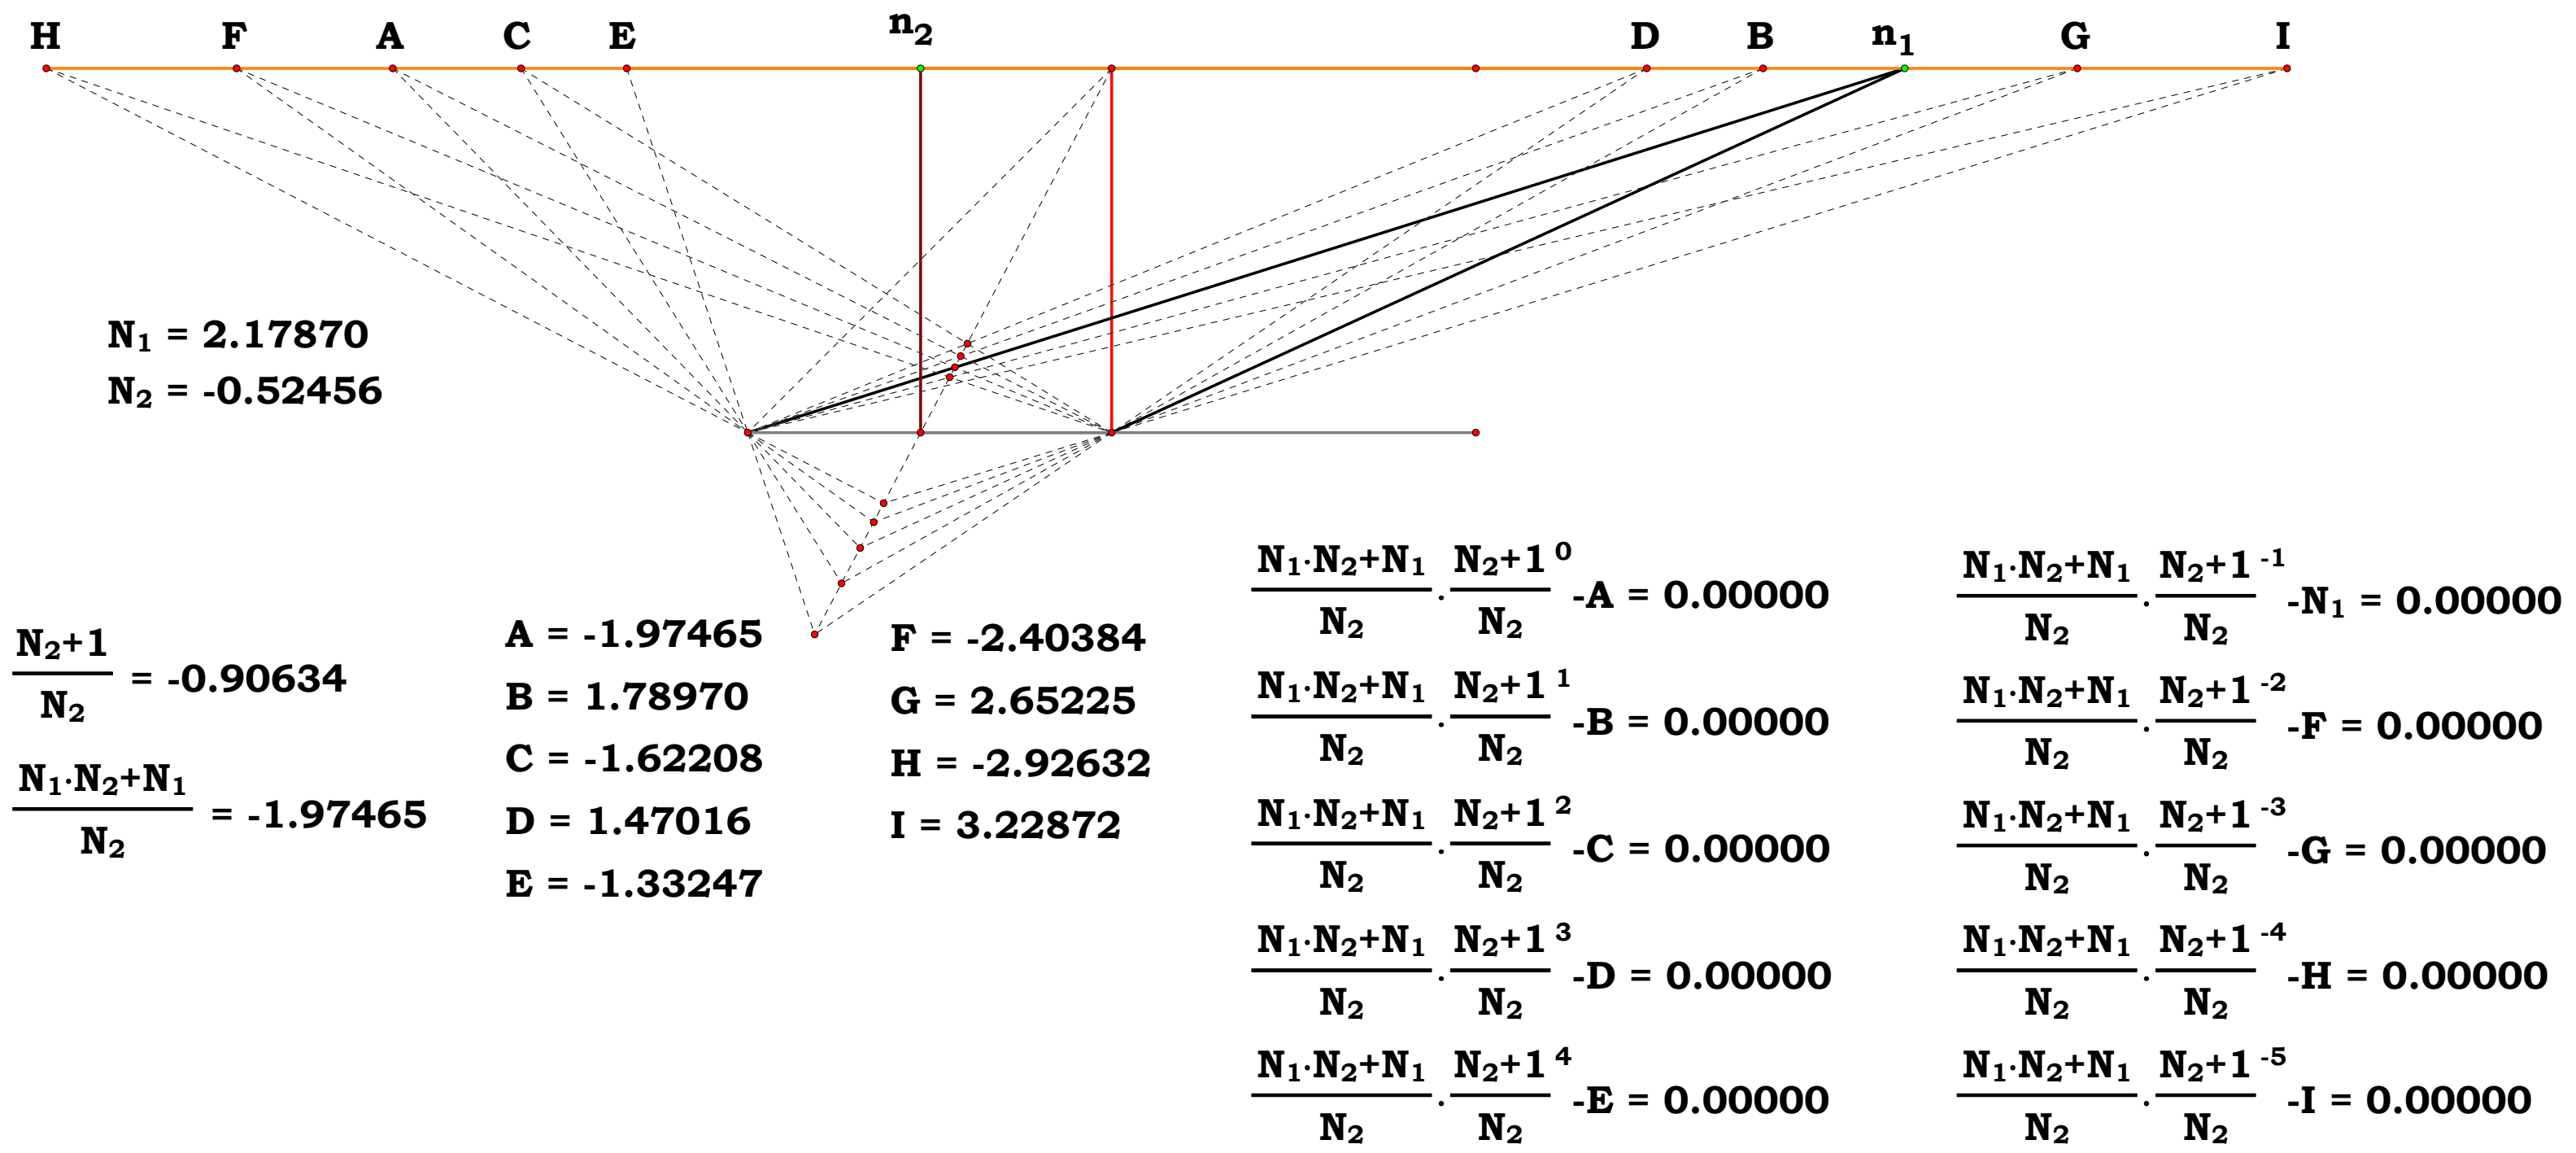 H F A C E n₂ D B n₁ G I
N₁ = 2.17870
N₂ = -0.52456
N₂+1 / N₂ = -0.90634
N₁·N₂+N₁ / N₂ = -1.97465
A = -1.97465
B = 1.78970
C = -1.62208
D = 1.47016
E = -1.33247
F = -2.40384
G = 2.65225
H = -2.92632
I = 3.22872
N₁·N₂+N₁ / N₂ · N₂+1 / N₂ ⁰ -A = 0.00000
N₁·N₂+N₁ / N₂ · N₂+1 / N₂ ¹ -B = 0.00000
N₁·N₂+N₁ / N₂ · N₂+1 / N₂ ² -C = 0.00000
N₁·N₂+N₁ / N₂ · N₂+1 / N₂ ³ -D = 0.00000
N₁·N₂+N₁ / N₂ · N₂+1 / N₂ ⁴ -E = 0.00000
N₁·N₂+N₁ / N₂ · N₂+1 / N₂ ⁻¹ -N₁ = 0.00000
N₁·N₂+N₁ / N₂ · N₂+1 / N₂ ⁻² -F = 0.00000
N₁·N₂+N₁ / N₂ · N₂+1 / N₂ ⁻³ -G = 0.00000
N₁·N₂+N₁ / N₂ · N₂+1 / N₂ ⁻⁴ -H = 0.00000
N₁·N₂+N₁ / N₂ · N₂+1 / N₂ ⁻⁵ -I = 0.00000